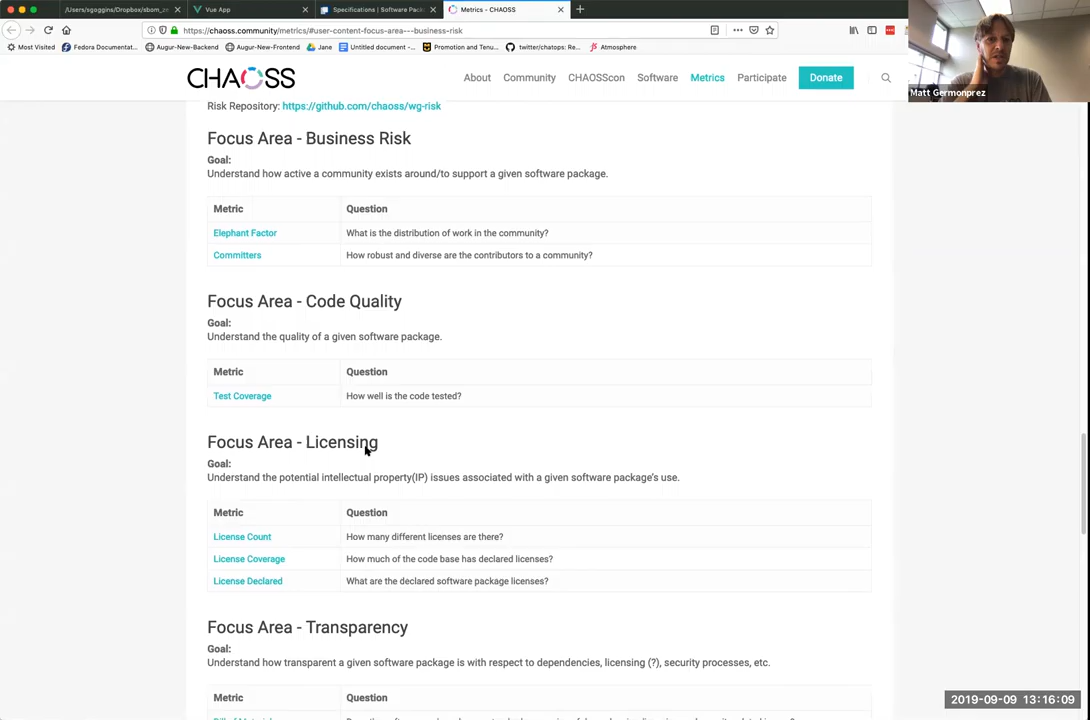 /Users/sgoggins/Dropbox/sbom_
Vue App
Specifications | Software Pac
Metrics - CHAOSS
https://chaoss.community/metrics/#user-content-focus-area---business-risk
Most Visited
Fedora Documentat...
Augur-New-Backend
Augur-New-Frontend
Jane
Untitled document -...
Promotion and Tenu...
twitter/chatops: Re...
Atmosphere
CHAOSS
About
Community
CHAOSScon
Software
Metrics
Participate
Donate
Matt Germonprez
Risk Repository: https://github.com/chaoss/wg-risk
Focus Area - Business Risk
Goal:
Understand how active a community exists around/to support a given software package.
Metric Question
Elephant Factor What is the distribution of work in the community?
Committers How robust and diverse are the contributors to a community?
Focus Area - Code Quality
Goal:
Understand the quality of a given software package.
Metric Question
Test Coverage How well is the code tested?
Focus Area - Licensing
Goal:
Understand the potential intellectual property(IP) issues associated with a given software package's use.
Metric Question
License Count How many different licenses are there?
License Coverage How much of the code base has declared licenses?
License Declared What are the declared software package licenses?
Focus Area - Transparency
Goal:
Understand how transparent a given software package is with respect to dependencies, licensing (?), security processes, etc.
Metric Question
2019-09-09 13:16:09